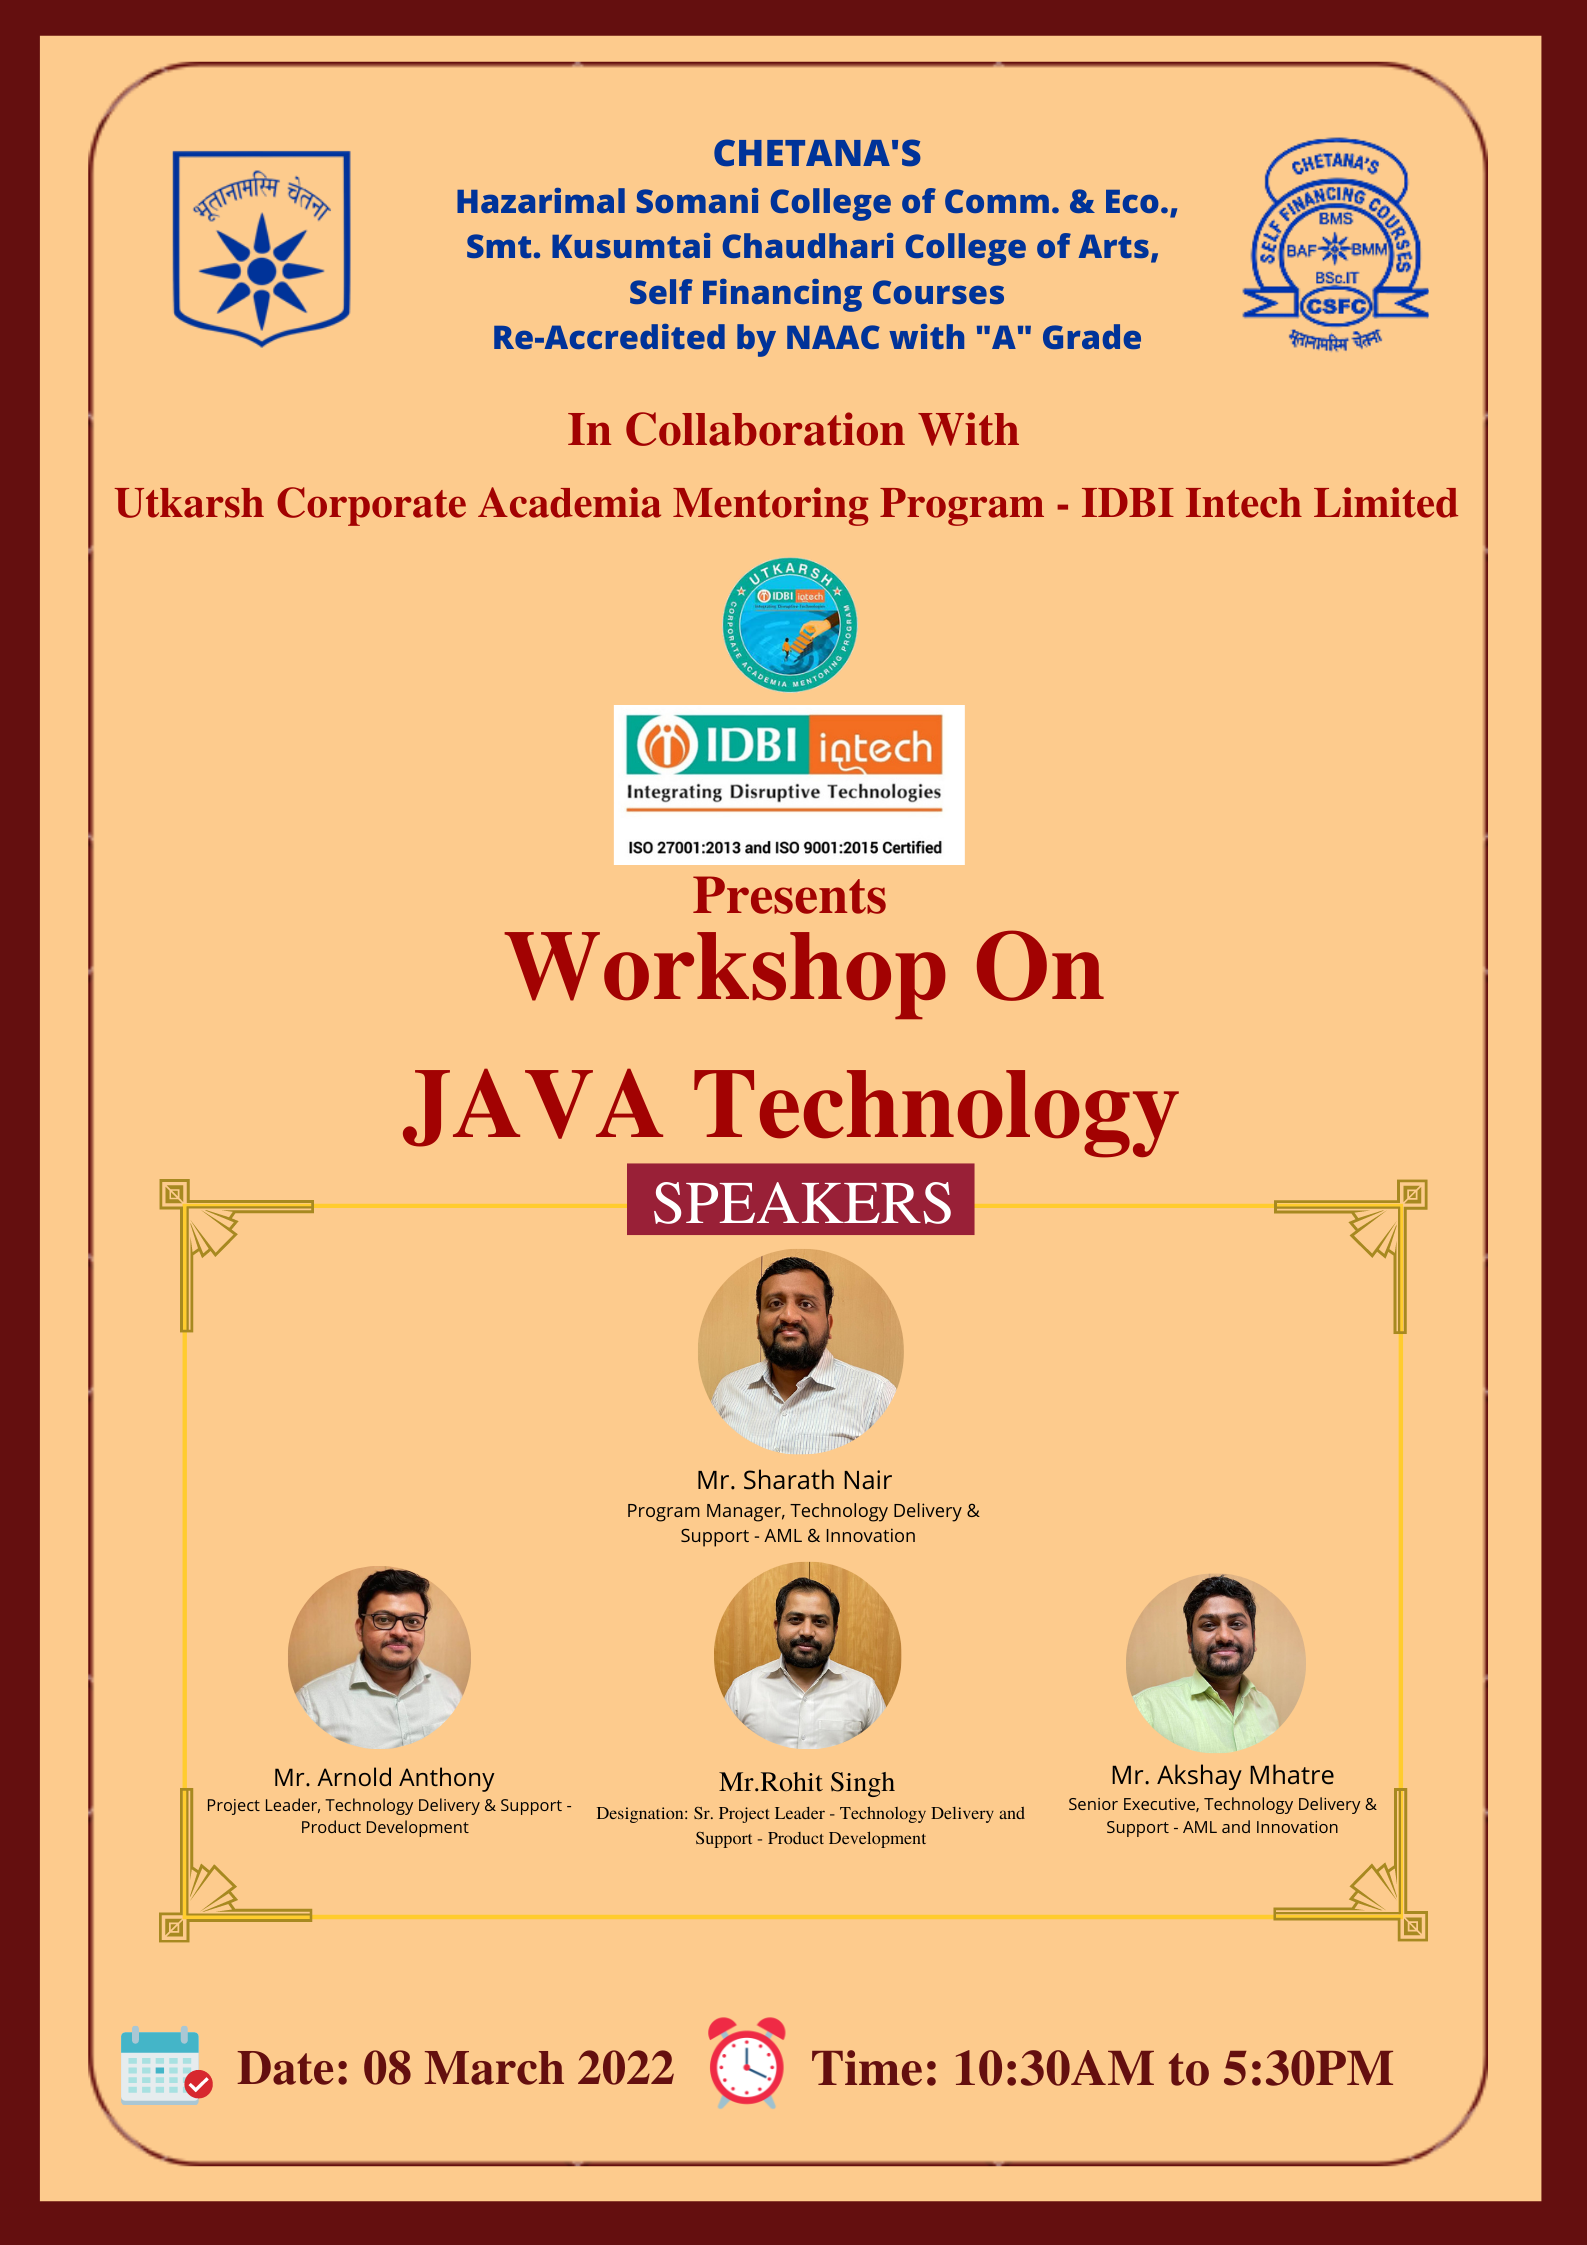 भूतानामस्मि चेतना
CHETANA'S
Hazarimal Somani College of Comm. & Eco.,
Smt. Kusumtai Chaudhari College of Arts,
Self Financing Courses
Re-Accredited by NAAC with "A" Grade
CHETANA'S
SELF FINANCING COURSES
BMS
BAF BMM
BSc.IT
CSFC
भूतानामस्मि चेतना
In Collaboration With
Utkarsh Corporate Academia Mentoring Program - IDBI Intech Limited
UTKARSH
IDBI intech
Integrating Disruptive Technologies
CORPORATE ACADEMIA MENTORING PROGRAM
IDBI intech
Integrating Disruptive Technologies
ISO 27001:2013 and ISO 9001:2015 Certified
Presents
Workshop On
JAVA Technology
SPEAKERS
Mr. Sharath Nair
Program Manager, Technology Delivery &
Support - AML & Innovation
Mr. Arnold Anthony
Project Leader, Technology Delivery & Support -
Product Development
Mr.Rohit Singh
Designation: Sr. Project Leader - Technology Delivery and
Support - Product Development
Mr. Akshay Mhatre
Senior Executive, Technology Delivery &
Support - AML and Innovation
Date: 08 March 2022
Time: 10:30AM to 5:30PM